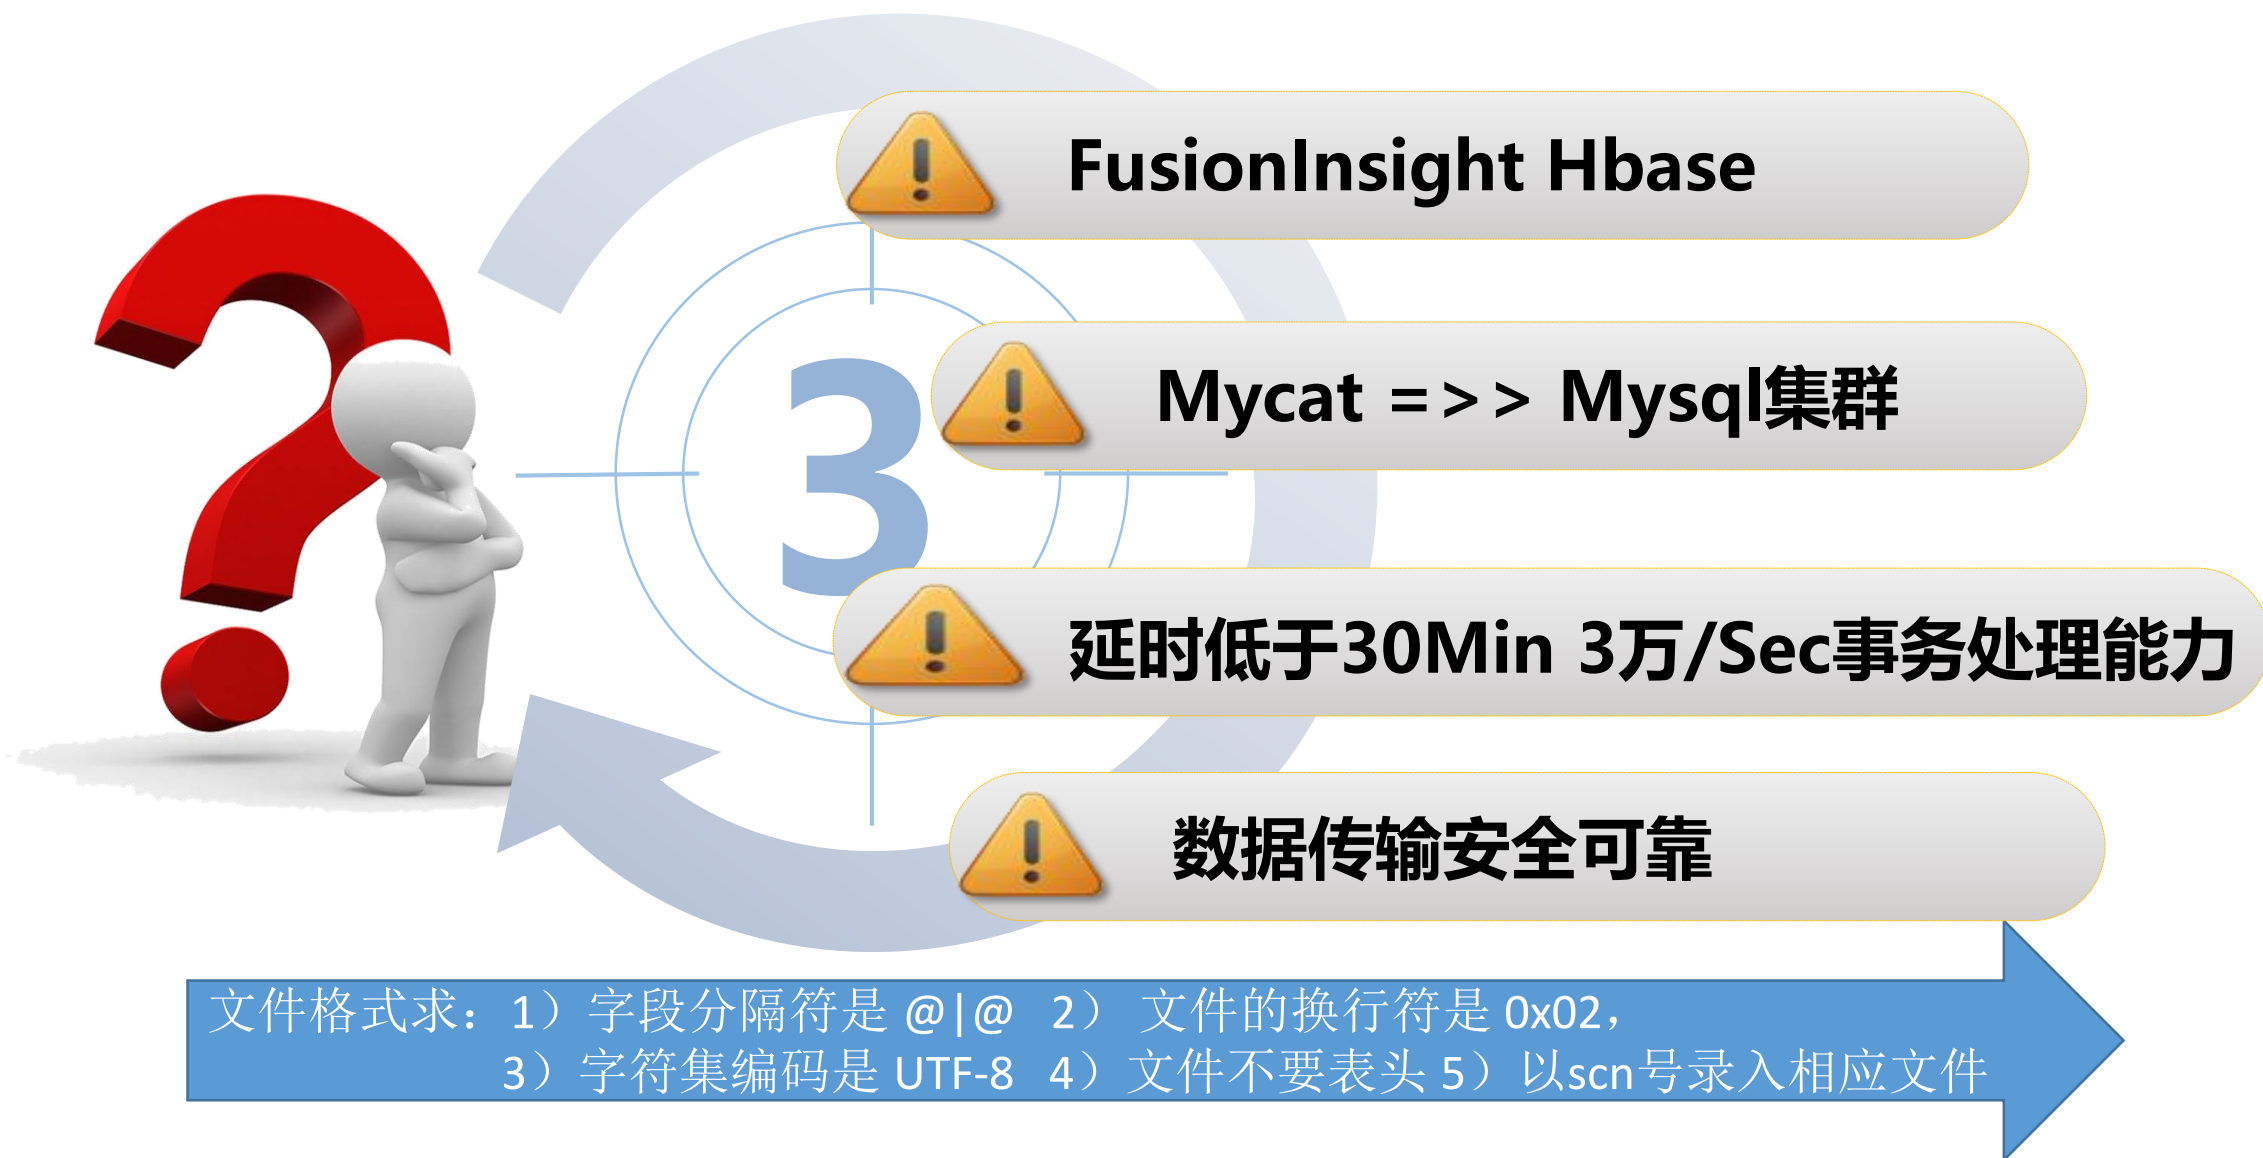 FusionInsight Hbase
3
Mycat =>> Mysql集群
延时低于30Min 3万/Sec事务处理能力
数据传输安全可靠
文件格式求：1）字段分隔符是 @|@ 2） 文件的换行符是 0x02，
3）字符集编码是 UTF-8 4）文件不要表头 5）以scn号录入相应文件